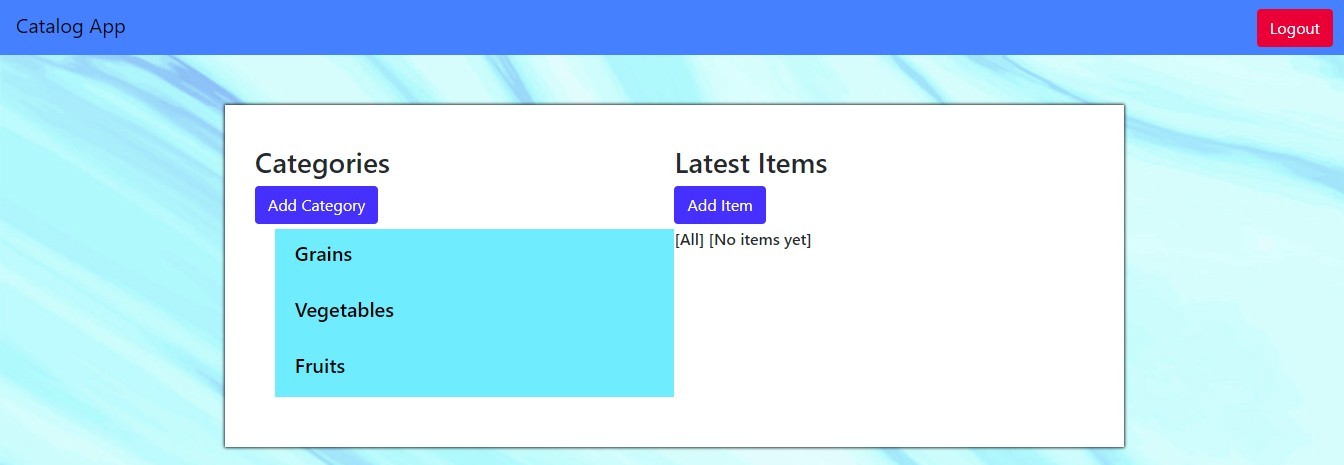 Catalog App
Logout
Categories
Add Category
Grains
Vegetables
Fruits
Latest Items
Add Item
[All] [No items yet]